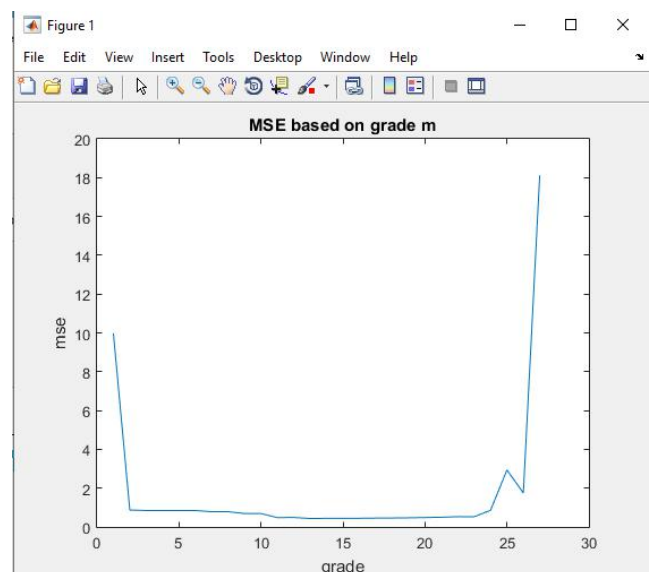 Figure 1
File Edit View Insert Tools Desktop Window Help
MSE based on grade m
20
18
16
14
12
10
8
6
4
2
0
mse
0 5 10 15 20 25 30
grade